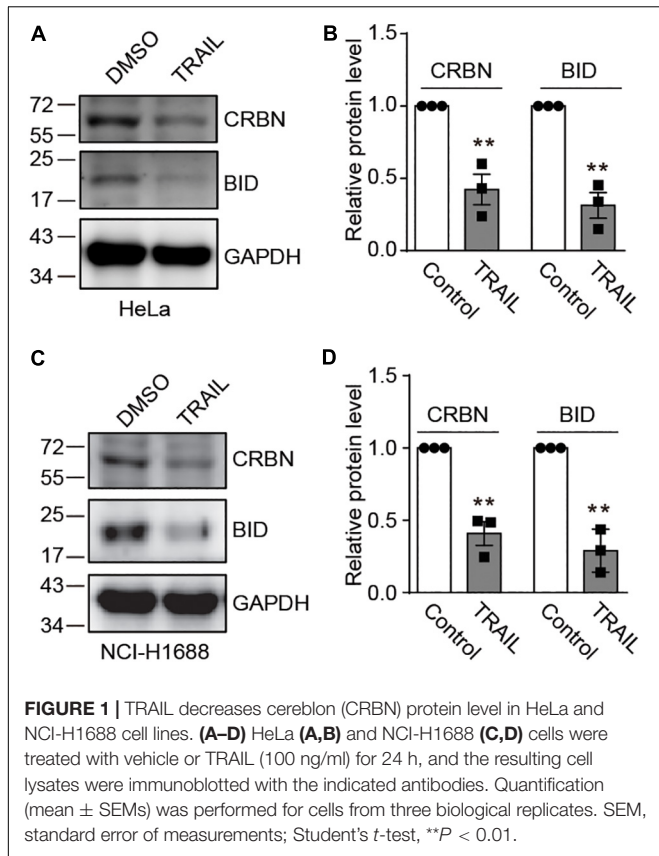 A
DMSO TRAIL
72
CRBN
55
25
BID
17
43
GAPDH
34
HeLa
B
Relative protein level
1.5
1.0
0.5
0.0
CRBN BID
** **
Control TRAIL Control TRAIL
C
DMSO TRAIL
72
CRBN
55
25
BID
17
43
GAPDH
34
NCI-H1688
D
Relative protein level
1.5
1.0
0.5
0.0
CRBN BID
** **
Control TRAIL Control TRAIL
FIGURE 1 | TRAIL decreases cereblon (CRBN) protein level in HeLa and
NCI-H1688 cell lines. (A–D) HeLa (A,B) and NCI-H1688 (C,D) cells were
treated with vehicle or TRAIL (100 ng/ml) for 24 h, and the resulting cell
lysates were immunoblotted with the indicated antibodies. Quantification
(mean ± SEMs) was performed for cells from three biological replicates. SEM,
standard error of measurements; Student's t-test, **P < 0.01.